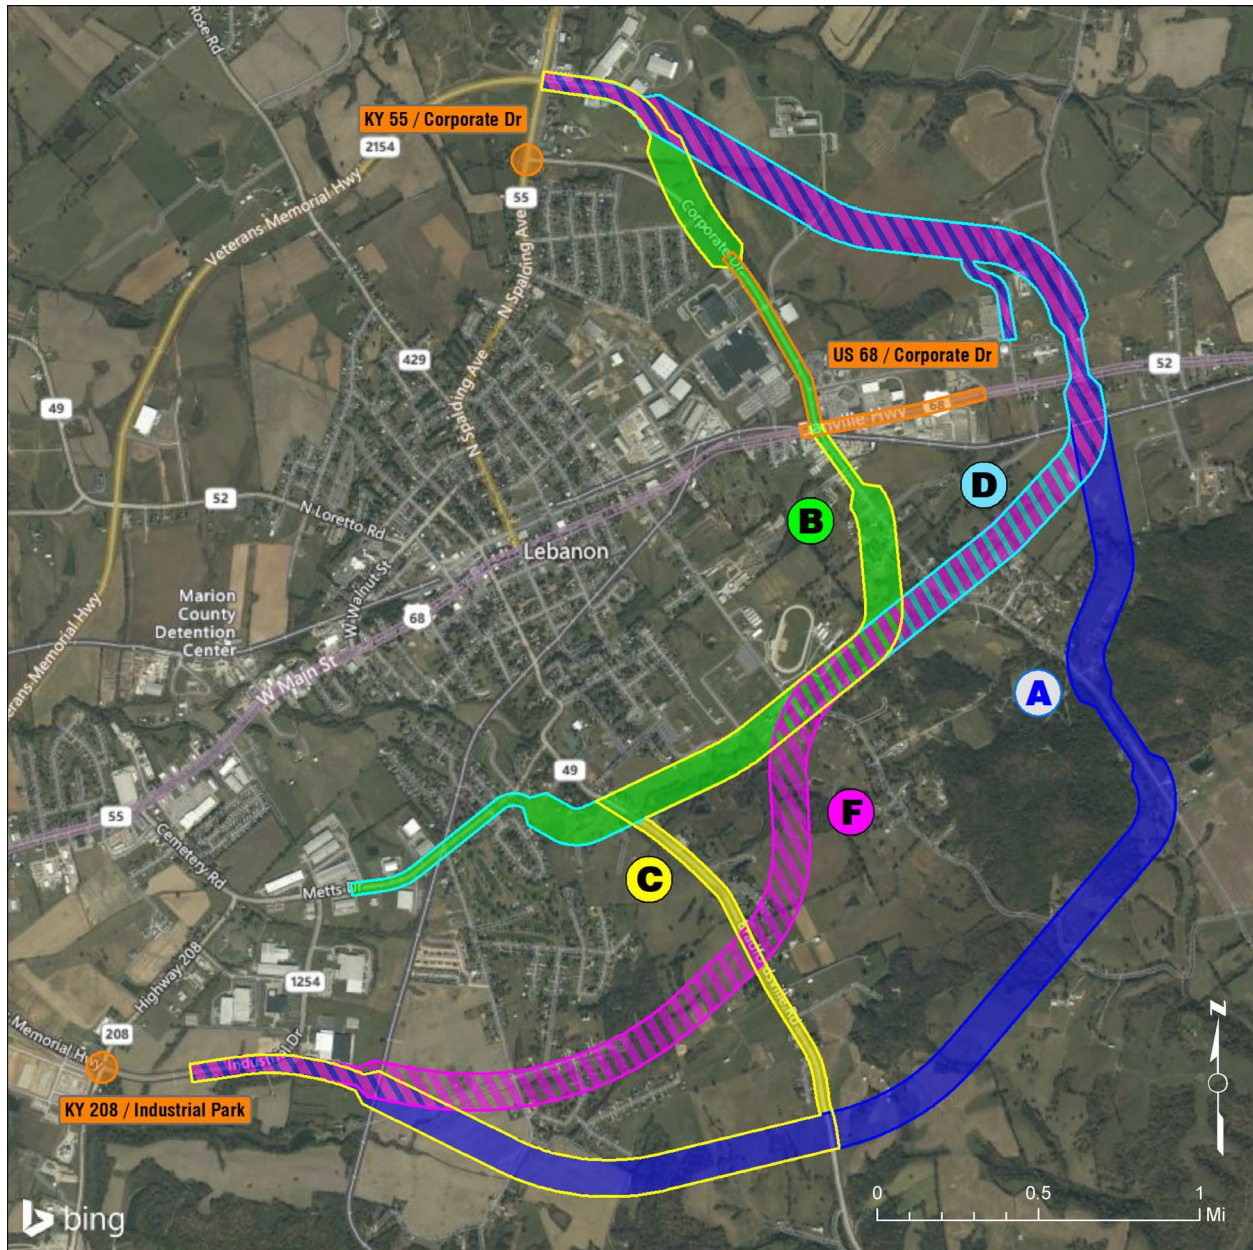 Rose Rd
KY 55 / Corporate Dr
2154
55
Veterans Memorial Hwy
N Spalding Ave
Corporate Dr
US 68 / Corporate Dr
52
429
49
N Spalding Ave
68
anville Hwy
52
N Loretto Rd
D
B
Lebanon
W Walnut St
Marion
County
Detention
Center
68
erans Memorial Hwy
W Main St
A
49
55
F
C
Cemetery Rd
Metts Dr
Highway 208
1254
208
Memorial Hwy
Industrial Dr
KY 208 / Industrial Park
N
0 0.5 1
Mi
bing